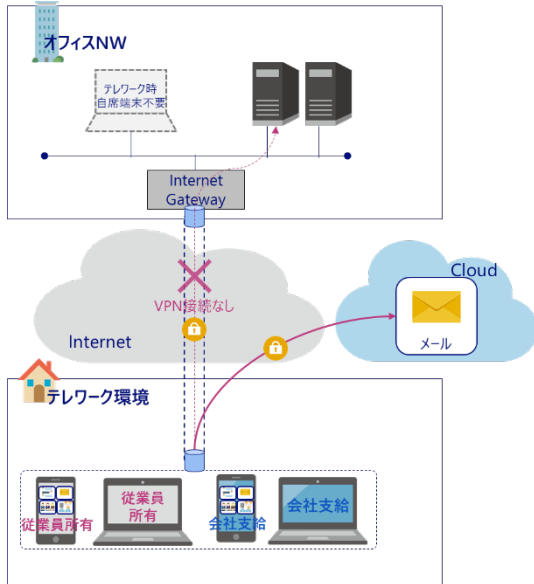 オフィスNW
テレワーク時
自席端末不要
Internet
Gateway
VPN接続なし
Internet
Cloud
メール
テレワーク環境
従業員所有
従業員
所有
会社支給
会社支給